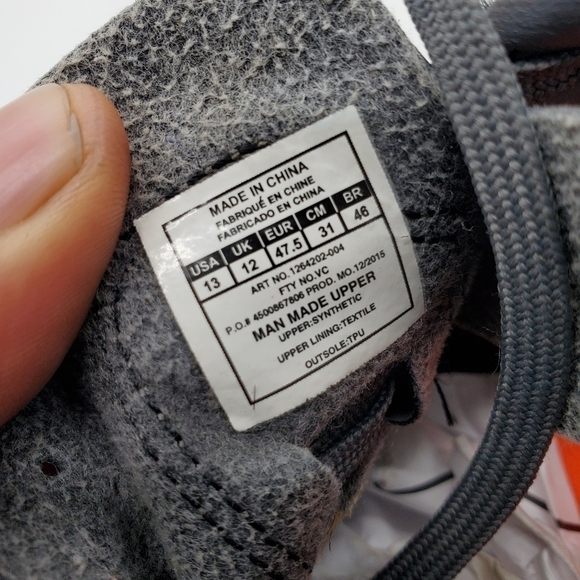 MADE IN CHINA
FABRIQUÉ EN CHINE
FABRICADO EN CHINA
USA UK EUR CM BR
13 12 47.5 31 46
ART NO.1264202-004
FTY NO.VC
P.O.# 4500867806 PROD. MO.12/2015
MAN MADE UPPER
UPPER:SYNTHETIC
UPPER LINING:TEXTILE
OUTSOLE:TPU